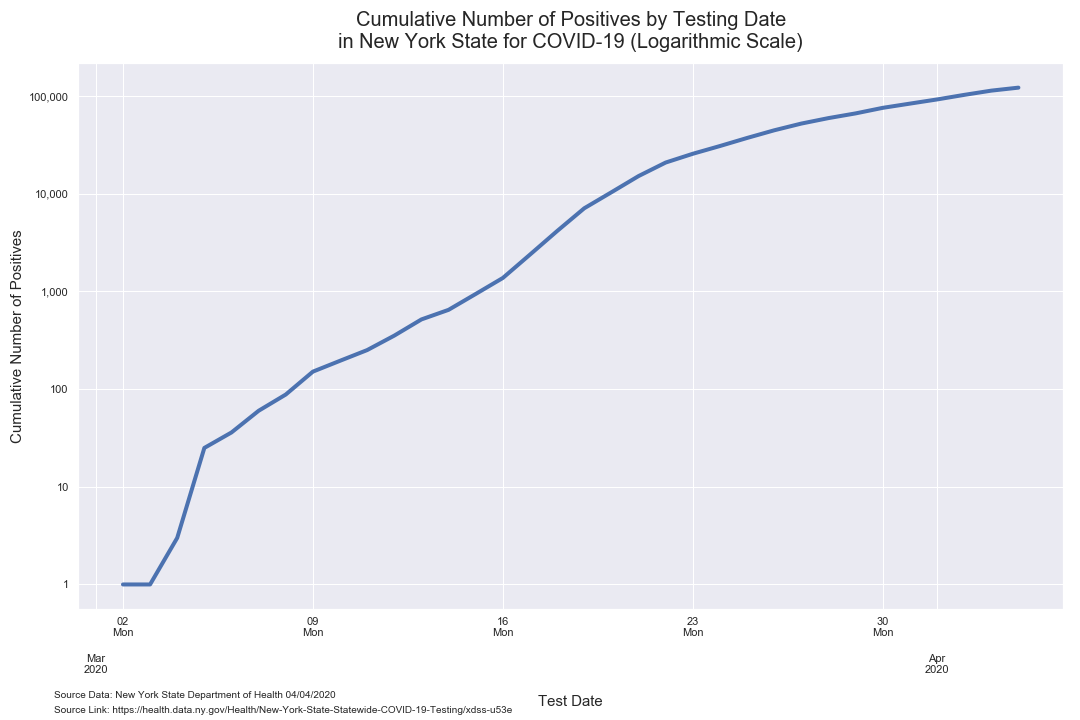 Cumulative Number of Positives by Testing Date
in New York State for COVID-19 (Logarithmic Scale)
Cumulative Number of Positives
100,000
10,000
1,000
100
10
1
02
Mon
09
Mon
16
Mon
23
Mon
30
Mon
Mar
2020
Apr
2020
Test Date
Source Data: New York State Department of Health 04/04/2020
Source Link: https://health.data.ny.gov/Health/New-York-State-Statewide-COVID-19-Testing/xdss-u53e